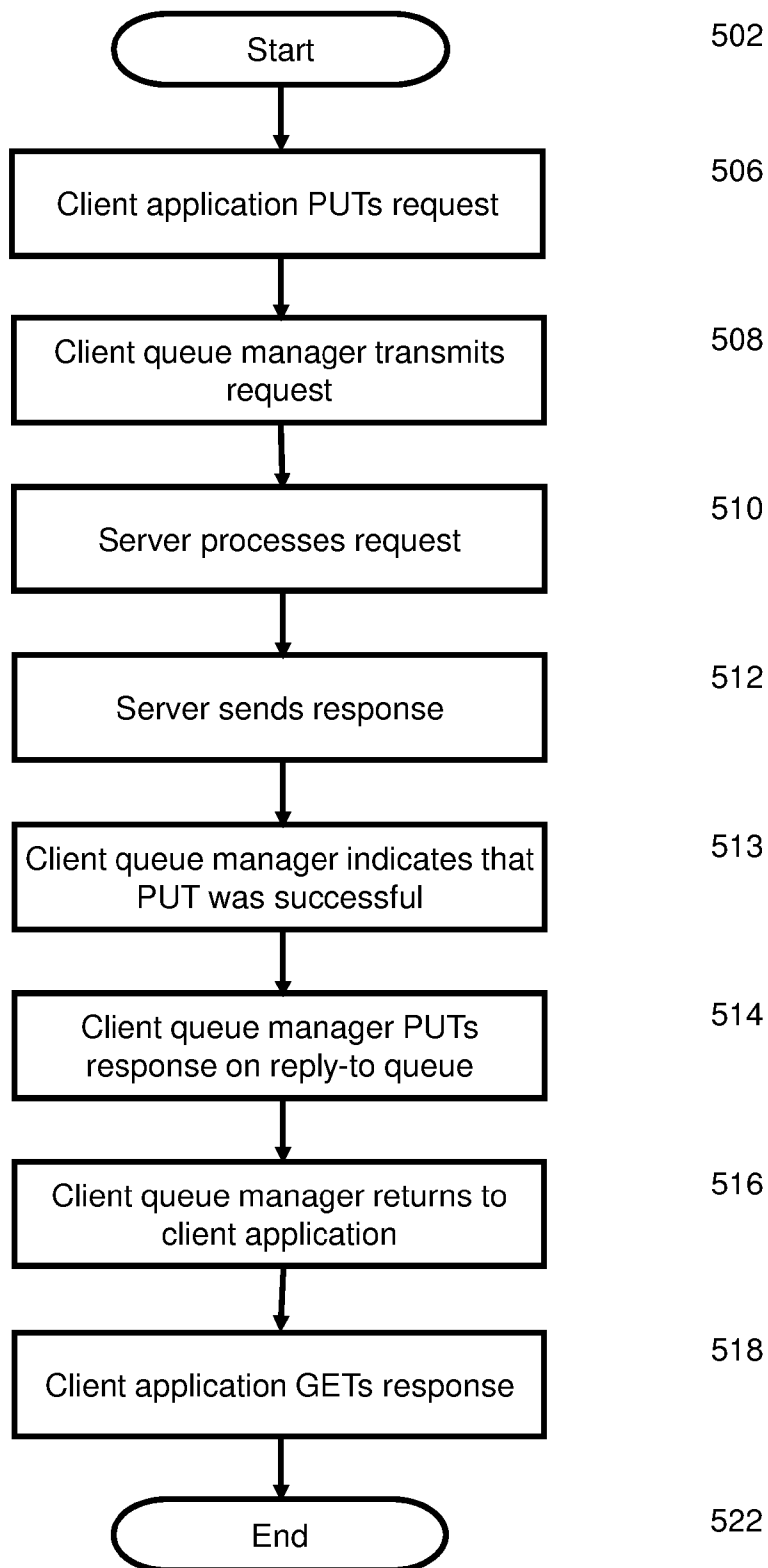 Start
502
Client application PUTs request
506
Client queue manager transmits
request
508
Server processes request
510
Server sends response
512
Client queue manager indicates that
PUT was successful
513
Client queue manager PUTs
response on reply-to queue
514
Client queue manager returns to
client application
516
Client application GETs response
518
End
522